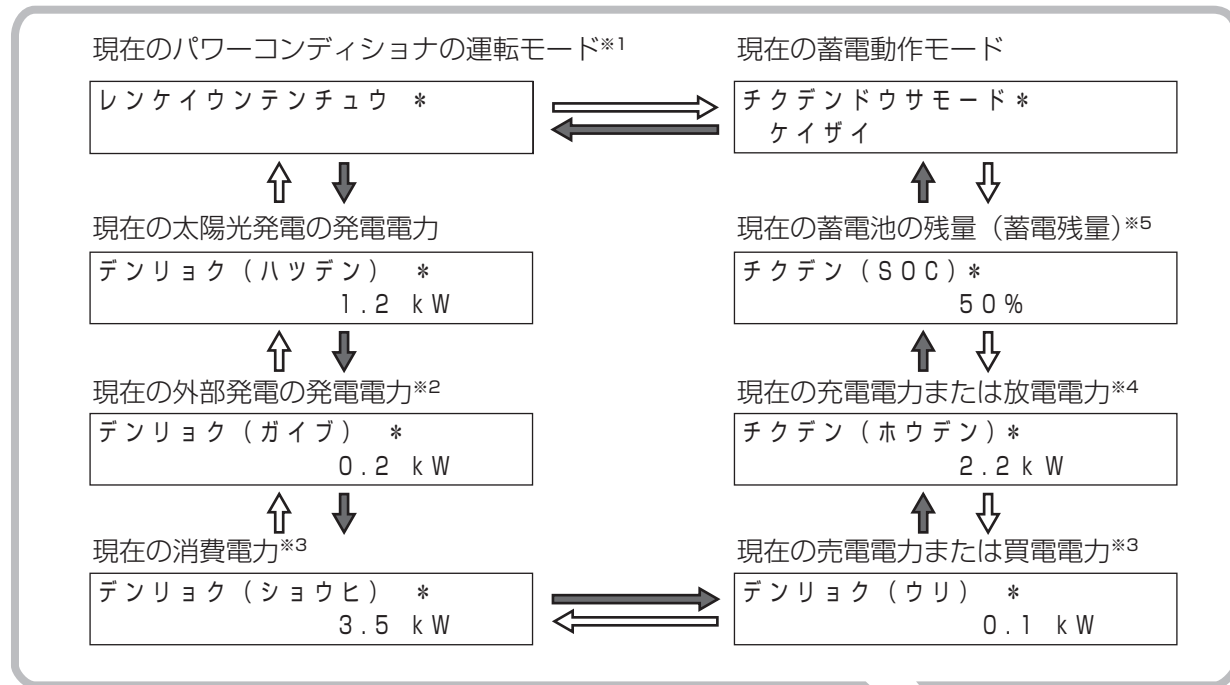 現在のパワーコンディショナの運転モード※1
レンケイウンテンチュウ *
現在の太陽光発電の発電電力
デンリョク(ハツデン) *
1.2 kW
現在の外部発電の発電電力※2
デンリョク(ガイブ) *
0.2 kW
現在の消費電力※3
デンリョク(ショウヒ) *
3.5 kW
現在の蓄電動作モード
チクデンドウサモード*
ケイザイ
現在の蓄電池の残量(蓄電残量)※5
チクデン(SOC)*
50%
現在の充電電力または放電電力※4
チクデン(ホウデン)*
2.2kW
現在の売電電力または買電電力※3
デンリョク(ウリ) *
0.1 kW